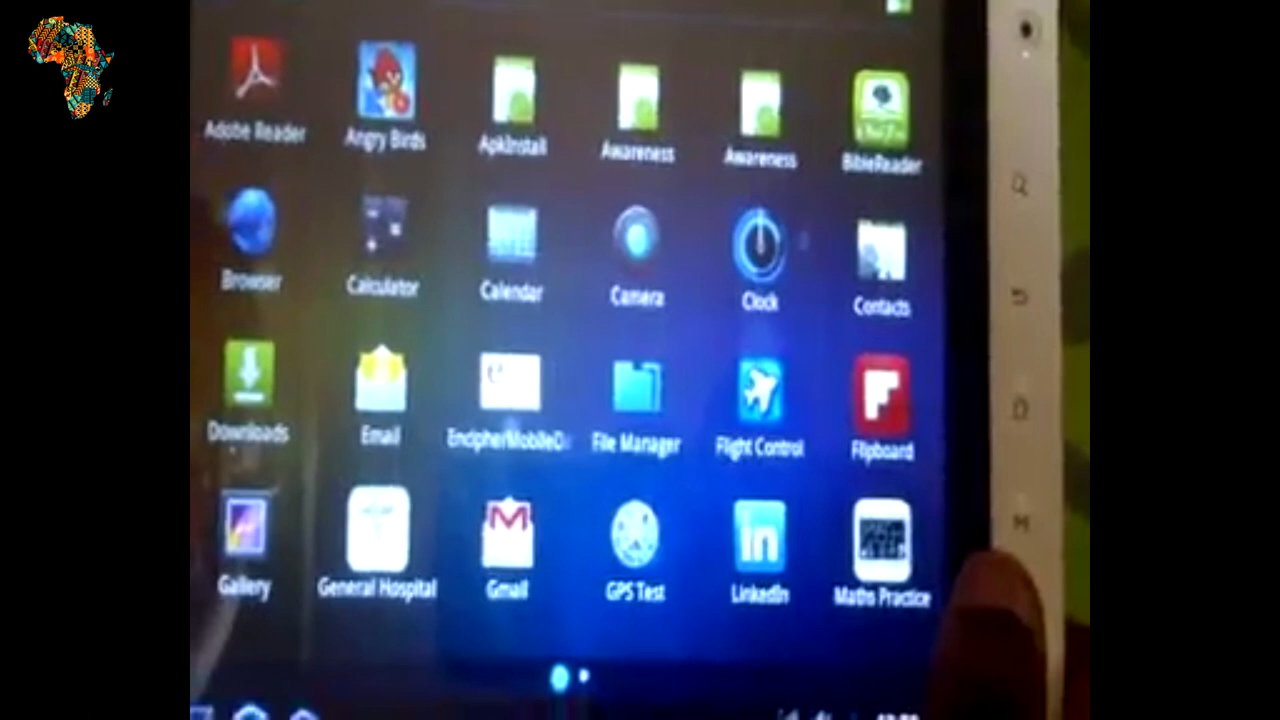 Adobe Reader Angry Birds ApkInstall Awareness Awareness BibleReader
Browser Calculator Calendar Camera Clock Contacts
Downloads Email EncipherMobileD File Manager Flight Control Flipboard
Gallery General Hospital Gmail GPS Test LinkedIn Maths Practice